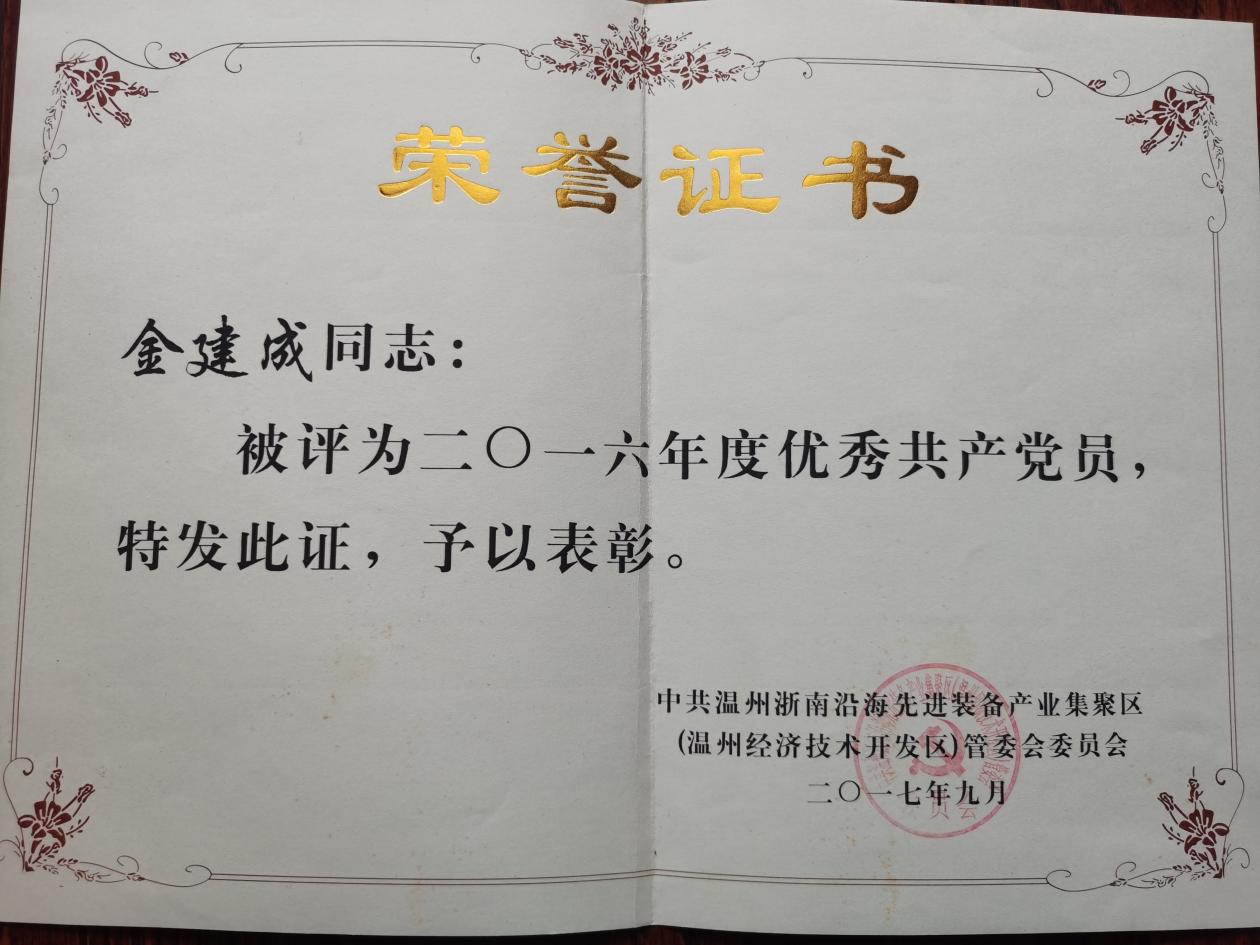 荣誉证书
金建成同志：
被评为二〇一六年度优秀共产党员，
特发此证，予以表彰。
中共温州浙南沿海先进装备产业集聚区
(温州经济技术开发区)管委会委员会
二〇一七年九月
员会